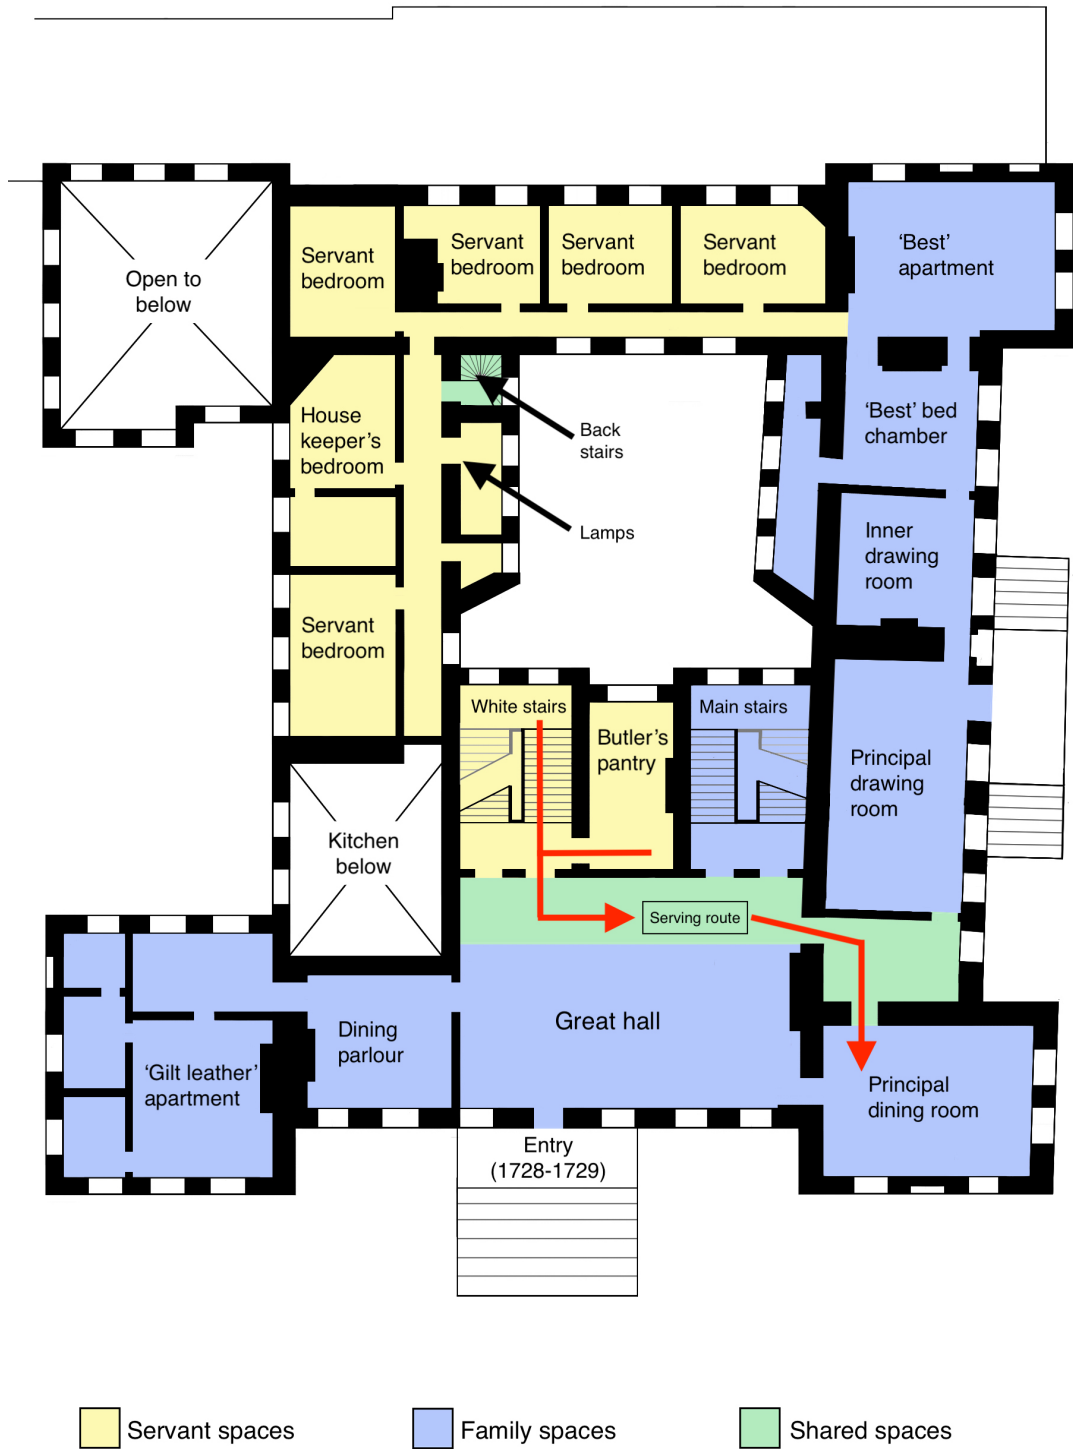 Open to
below
Servant
bedroom
Servant
bedroom
Servant
bedroom
Servant
bedroom
‘Best’
apartment
House
keeper’s
bedroom
Back
stairs
Lamps
‘Best’ bed
chamber
Inner
drawing
room
Servant
bedroom
White stairs
Butler’s
pantry
Main stairs
Principal
drawing
room
Kitchen
below
Serving route
Great hall
Dining
parlour
‘Gilt leather’
apartment
Principal
dining room
Entry
(1728-1729)
Servant spaces
Family spaces
Shared spaces